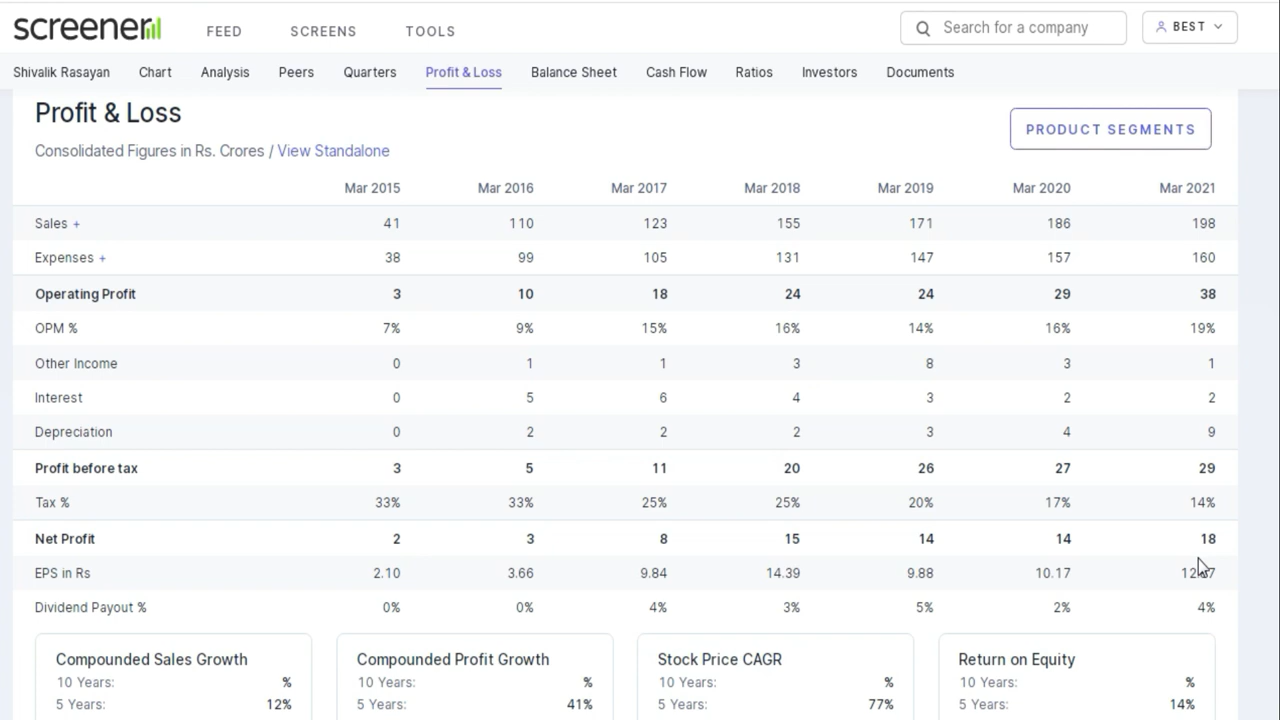 screener
FEED SCREENS TOOLS Search for a company BEST
Shivalik Rasayan Chart Analysis Peers Quarters Profit & Loss Balance Sheet Cash Flow Ratios Investors Documents
Profit & Loss
PRODUCT SEGMENTS
Consolidated Figures in Rs. Crores / View Standalone
Mar 2015 Mar 2016 Mar 2017 Mar 2018 Mar 2019 Mar 2020 Mar 2021
Sales + 41 110 123 155 171 186 198
Expenses + 38 99 105 131 147 157 160
Operating Profit 3 10 18 24 24 29 38
OPM % 7% 9% 15% 16% 14% 16% 19%
Other Income 0 1 1 3 8 3 1
Interest 0 5 6 4 3 2 2
Depreciation 0 2 2 2 3 4 9
Profit before tax 3 5 11 20 26 27 29
Tax % 33% 33% 25% 25% 20% 17% 14%
Net Profit 2 3 8 15 14 14 18
EPS in Rs 2.10 3.66 9.84 14.39 9.88 10.17
Dividend Payout % 0% 0% 4% 3% 5% 2% 4%
Compounded Sales Growth Compounded Profit Growth Stock Price CAGR Return on Equity
10 Years: % 10 Years: % 10 Years: % 10 Years: %
5 Years: 12% 5 Years: 41% 5 Years: 77% 5 Years: 14%